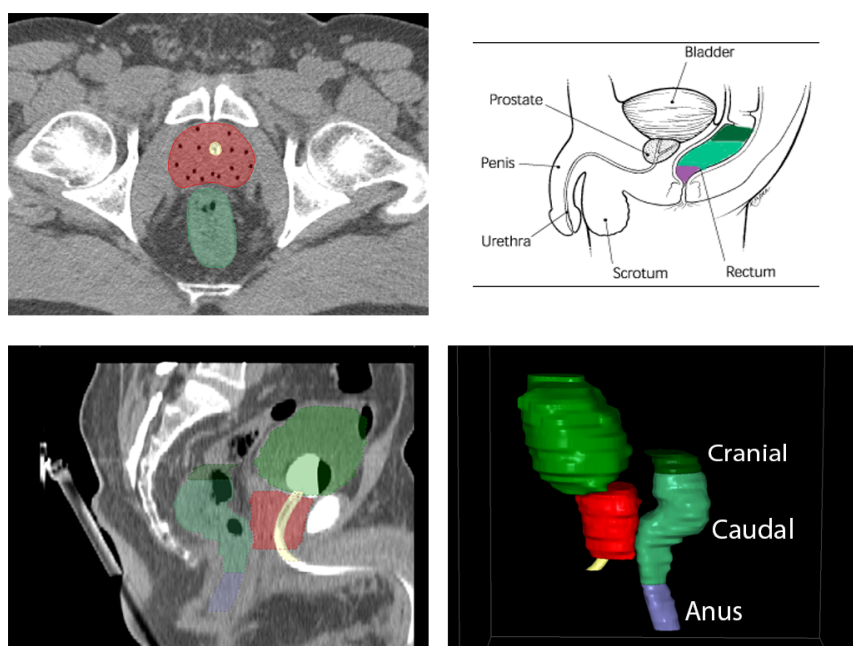 Bladder
Prostate
Penis
Urethra
Scrotum
Rectum
Cranial
Caudal
Anus